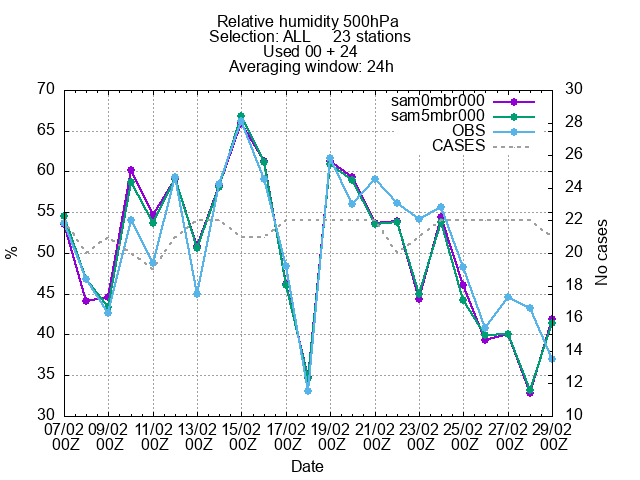 Relative humidity 500hPa
Selection: ALL 23 stations
Used 00 + 24
Averaging window: 24h
70 30
sam0mbr000
sam5mbr000
OBS
CASES
65 28
26
60 24
55 22
50 20
45 18
40 16
14
35 12
30 10
%
No cases
07/02 09/02 11/02 13/02 15/02 17/02 19/02 21/02 23/02 25/02 27/02 29/02
00Z 00Z 00Z 00Z 00Z 00Z 00Z 00Z 00Z 00Z 00Z 00Z
Date